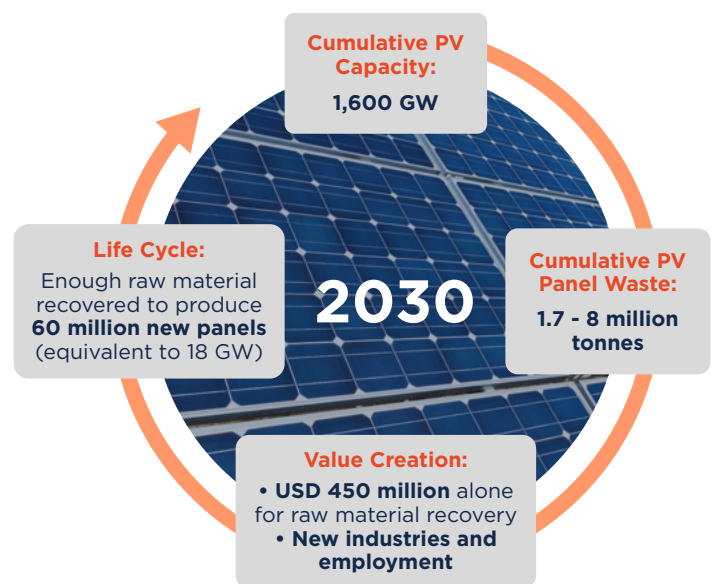 Cumulative PV
Capacity:
1,600 GW
Life Cycle:
Enough raw material
recovered to produce
60 million new panels
(equivalent to 18 GW)
2030
Cumulative PV
Panel Waste:
1.7 - 8 million
tonnes
Value Creation:
• USD 450 million alone
for raw material recovery
• New industries and
employment